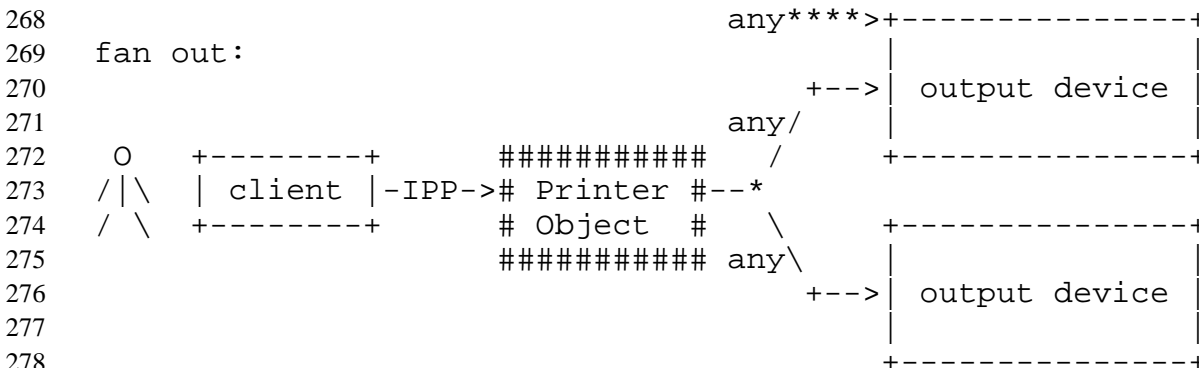 268                                   any****>+---------------+
269   fan out:                                |               |
270                                       +-->| output device |
271                                   any/    |               |
272    O   +--------+      ###########   /     +---------------+
273   /|\  | client |-IPP-># Printer #--*
274   / \  +--------+      # Object  #   \     +---------------+
275                        ########### any\    |               |
276                                       +-->| output device |
277                                           |               |
278                                           +---------------+